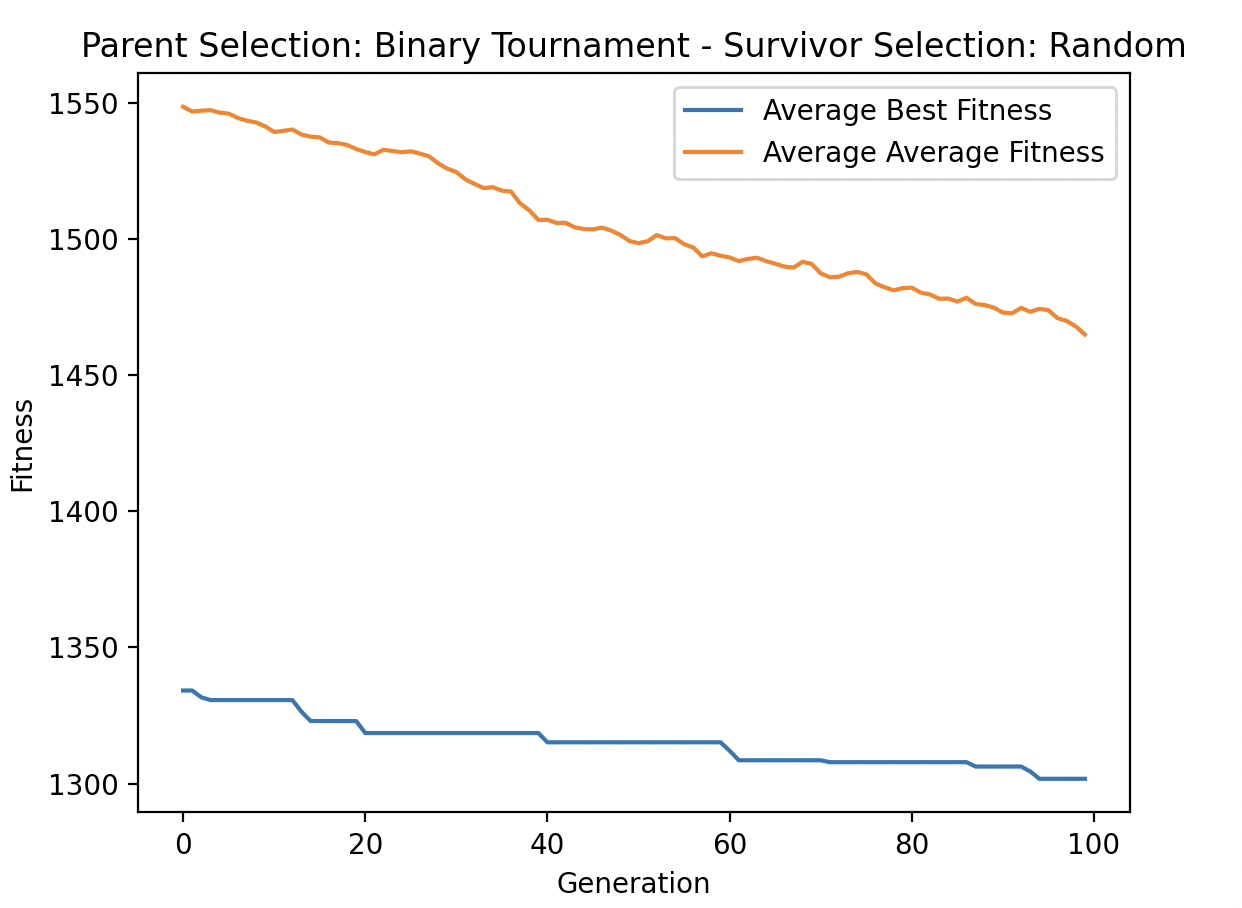 Parent Selection: Binary Tournament - Survivor Selection: Random
Average Best Fitness
Average Average Fitness
1550
1500
1450
1400
1350
1300
Fitness
0 20 40 60 80 100
Generation